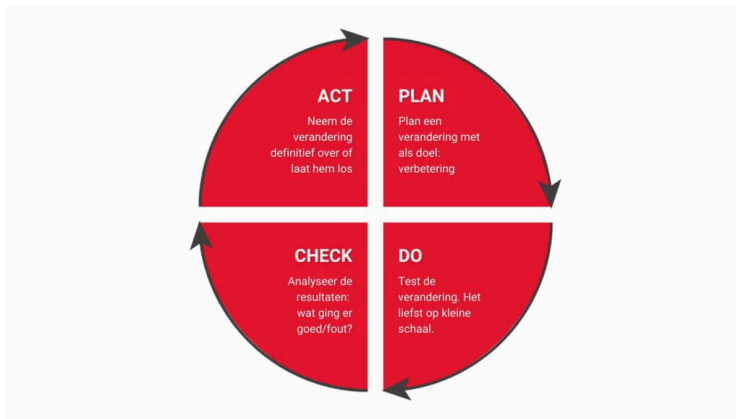 ACT
Neem de
verandering
definitief over of
laat hem los
PLAN
Plan een
verandering met
als doel:
verbetering
CHECK
Analyseer de
resultaten:
wat ging er
goed/fout?
DO
Test de
verandering. Het
liefst op kleine
schaal.